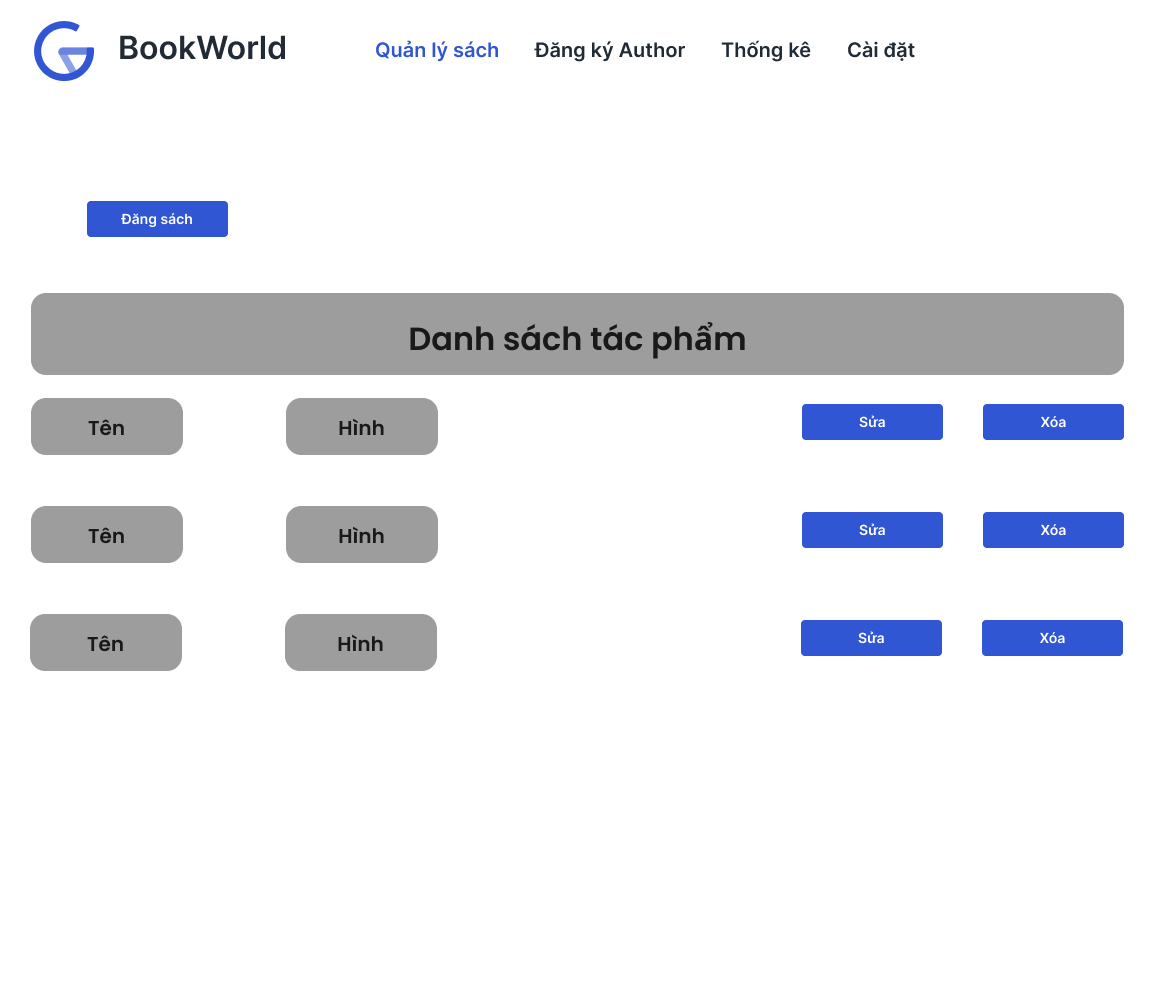 BookWorld Quản lý sách Đăng ký Author Thống kê Cài đặt
Đăng sách
Danh sách tác phẩm
Tên Hình Sửa Xóa
Tên Hình Sửa Xóa
Tên Hình Sửa Xóa